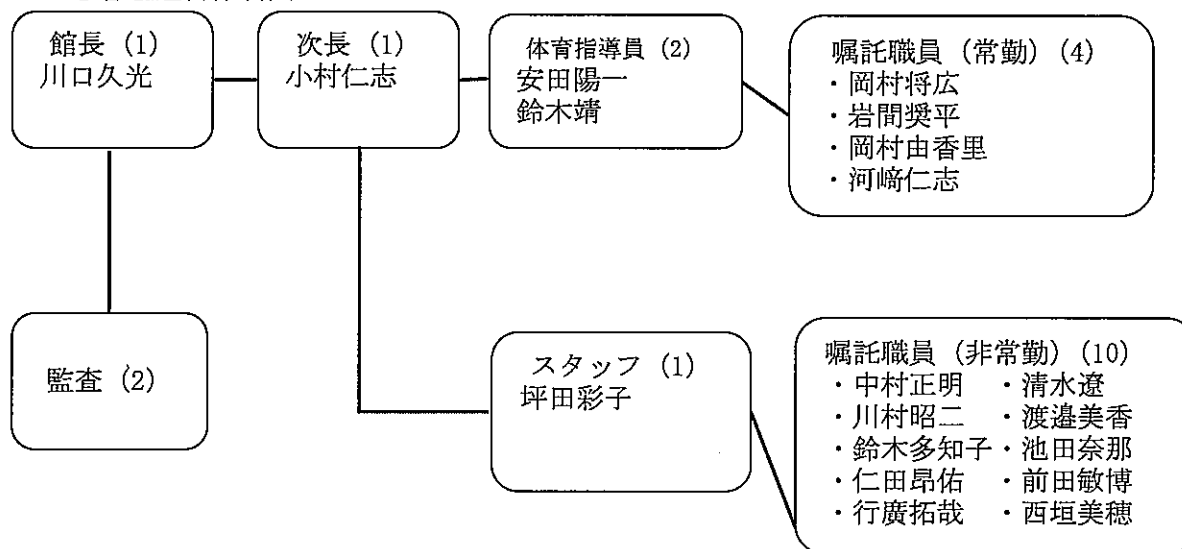 館長 (1)
川口久光
次長 (1)
小村仁志
体育指導員 (2)
安田陽一
鈴木靖
嘱託職員 (常勤) (4)
・岡村将広
・岩間奨平
・岡村由香里
・河﨑仁志
監査 (2)
スタッフ (1)
坪田彩子
嘱託職員 (非常勤) (10)
・中村正明 ・清水遼
・川村昭二 ・渡邉美香
・鈴木多知子 ・池田奈那
・仁田昂佑 ・前田敏博
・行廣拓哉 ・西垣美穂